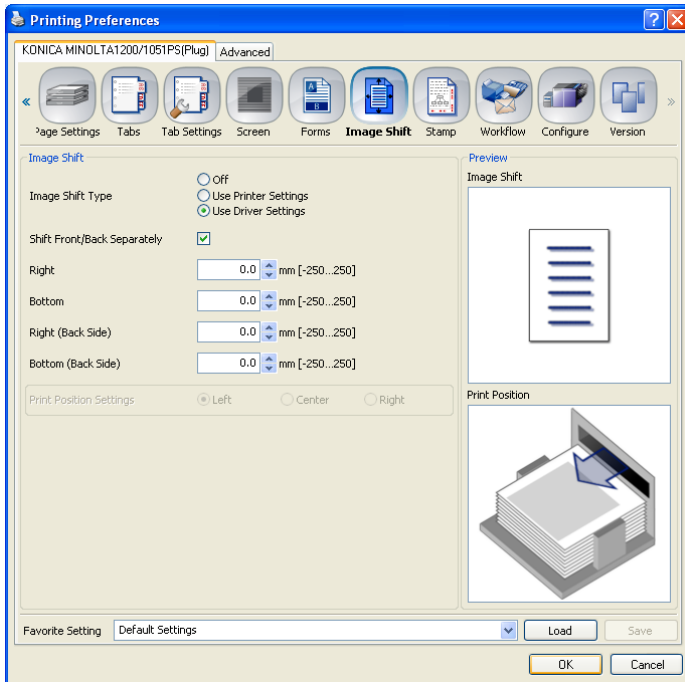 Printing Preferences
KONICA MINOLTA1200/1051PS(Plug) Advanced
« Page Settings Tabs Tab Settings Screen Forms Image Shift Stamp Workflow Configure Version »
Image Shift
Image Shift Type
Off
Use Printer Settings
Use Driver Settings
Shift Front/Back Separately
Right 0.0 mm [-250...250]
Bottom 0.0 mm [-250...250]
Right (Back Side) 0.0 mm [-250...250]
Bottom (Back Side) 0.0 mm [-250...250]
Print Position Settings Left Center Right
Preview
Image Shift
Print Position
Favorite Setting Default Settings Load Save
OK Cancel